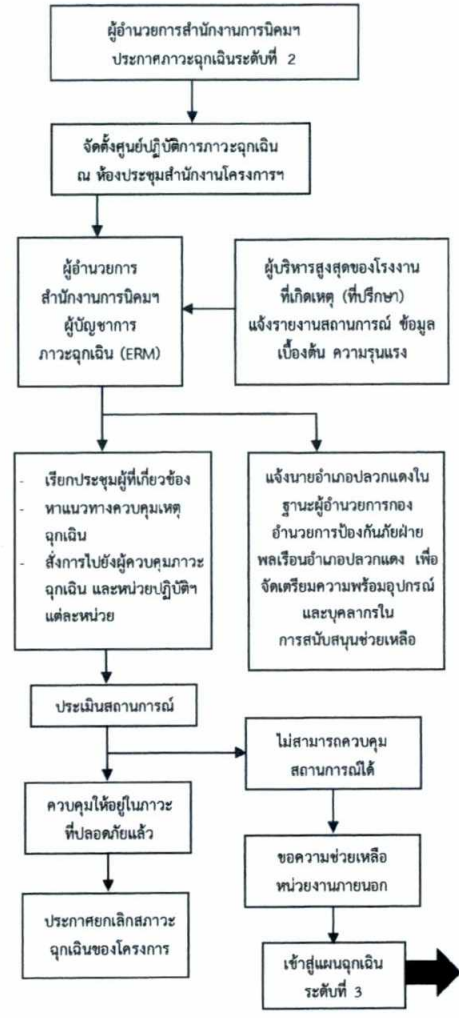 ผู้อำนวยการสำนักงานการนิคมฯ
ประกาศภาวะฉุกเฉินระดับที่ 2
จัดตั้งศูนย์ปฏิบัติการภาวะฉุกเฉิน
ณ ห้องประชุมสำนักงานโครงการฯ
ผู้อำนวยการ
สำนักงานการนิคมฯ
ผู้บัญชาการ
ภาวะฉุกเฉิน (ERM)
ผู้บริหารสูงสุดของโรงงาน
ที่เกิดเหตุ (ที่ปรึกษา)
แจ้งรายงานสถานการณ์ ข้อมูล
เบื้องต้น ความรุนแรง
- เรียกประชุมผู้ที่เกี่ยวข้อง
- หาแนวทางควบคุมเหตุ
ฉุกเฉิน
- สั่งการไปยังผู้ควบคุมภาวะ
ฉุกเฉิน และหน่วยปฏิบัติฯ
แต่ละหน่วย
แจ้งนายอำเภอปลวกแดงใน
ฐานะผู้อำนวยการกอง
อำนวยการป้องกันภัยฝ่าย
พลเรือนอำเภอปลวกแดง เพื่อ
จัดเตรียมความพร้อมอุปกรณ์
และบุคลากรใน
การสนับสนุนช่วยเหลือ
ประเมินสถานการณ์
ไม่สามารถควบคุม
สถานการณ์ได้
ควบคุมให้อยู่ในภาวะ
ที่ปลอดภัยแล้ว
ขอความช่วยเหลือ
หน่วยงานภายนอก
ประกาศยกเลิกสภาวะ
ฉุกเฉินของโครงการ
เข้าสู่แผนฉุกเฉิน
ระดับที่ 3